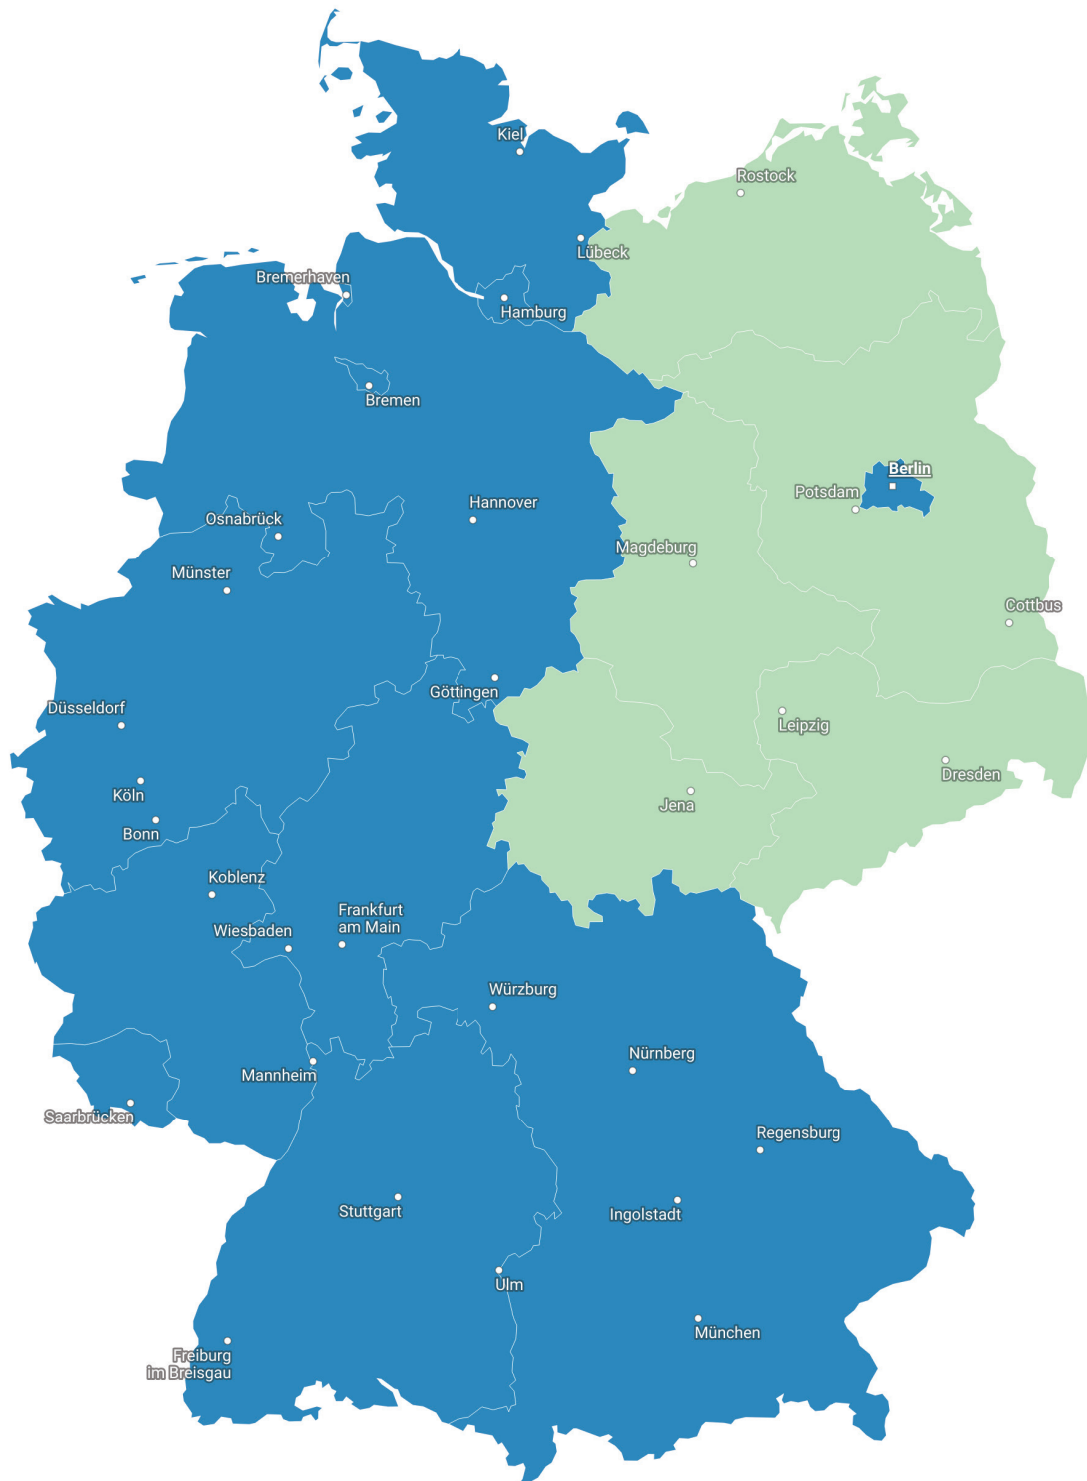 Kiel
Rostock
Lübeck
Bremerhaven
Hamburg
Bremen
Berlin
Potsdam
Hannover
Osnabrück
Magdeburg
Münster
Cottbus
Göttingen
Düsseldorf
Leipzig
Dresden
Köln
Jena
Bonn
Koblenz
Frankfurt
am Main
Wiesbaden
Würzburg
Nürnberg
Mannheim
Saarbrücken
Regensburg
Stuttgart
Ingolstadt
Ulm
München
Freiburg
im Breisgau